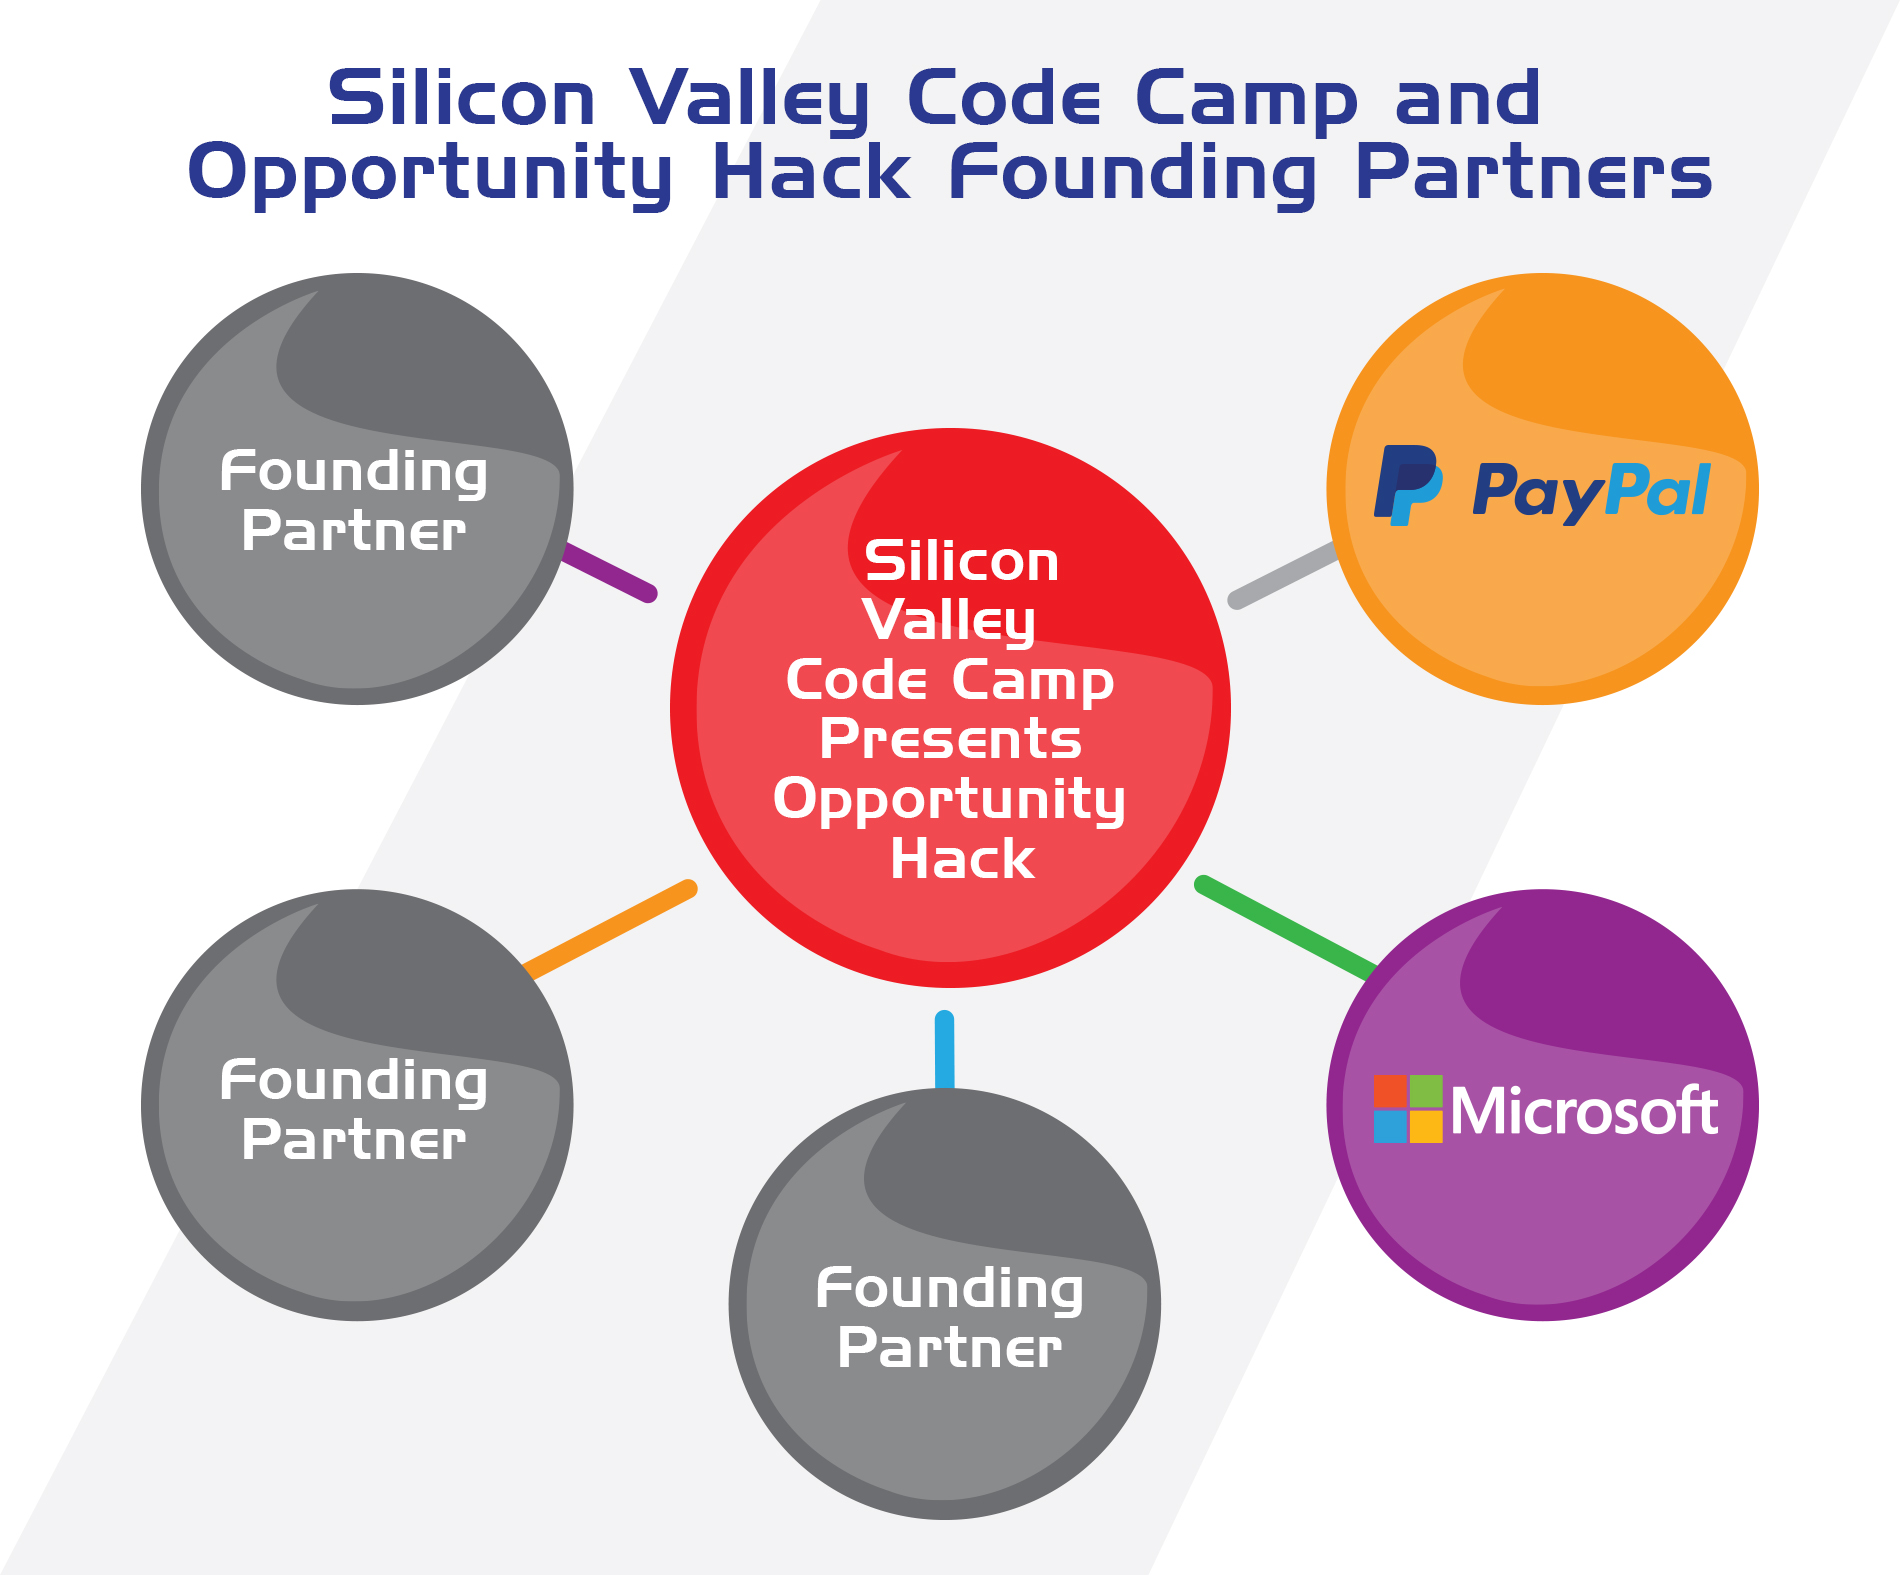 Silicon Valley Code Camp and
Opportunity Hack Founding Partners
Founding
Partner
PayPal
Silicon
Valley
Code Camp
Presents
Opportunity
Hack
Founding
Partner
Microsoft
Founding
Partner